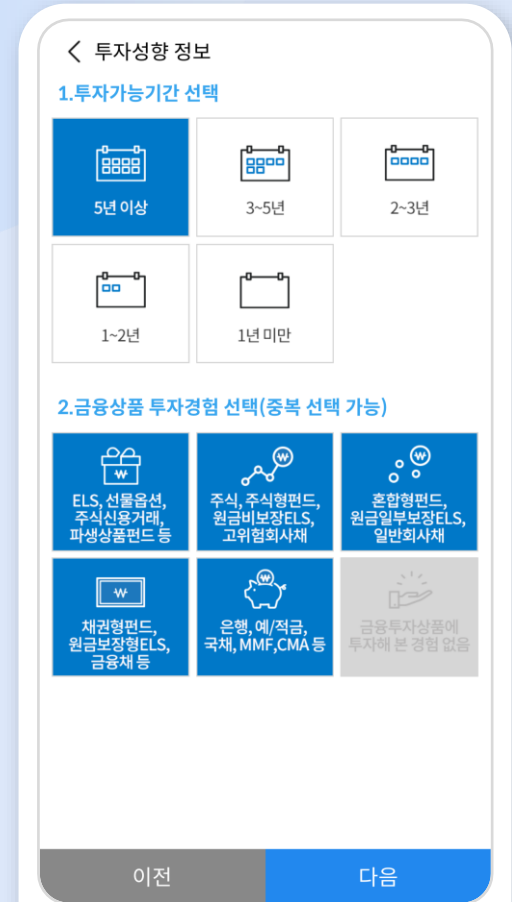 투자성향 정보
1.투자가능기간 선택
5년 이상
3~5년
2~3년
1~2년
1년 미만
2.금융상품 투자경험 선택(중복 선택 가능)
ELS, 선물옵션,
주식신용거래,
파생상품펀드 등
주식, 주식형펀드,
원금비보장ELS,
고위험회사채
혼합형펀드,
원금일부보장ELS,
일반회사채
채권형펀드,
원금보장형ELS,
금융채 등
은행, 예/적금,
국채, MMF,CMA 등
금융투자상품에
투자해 본 경험 없음
이전
다음